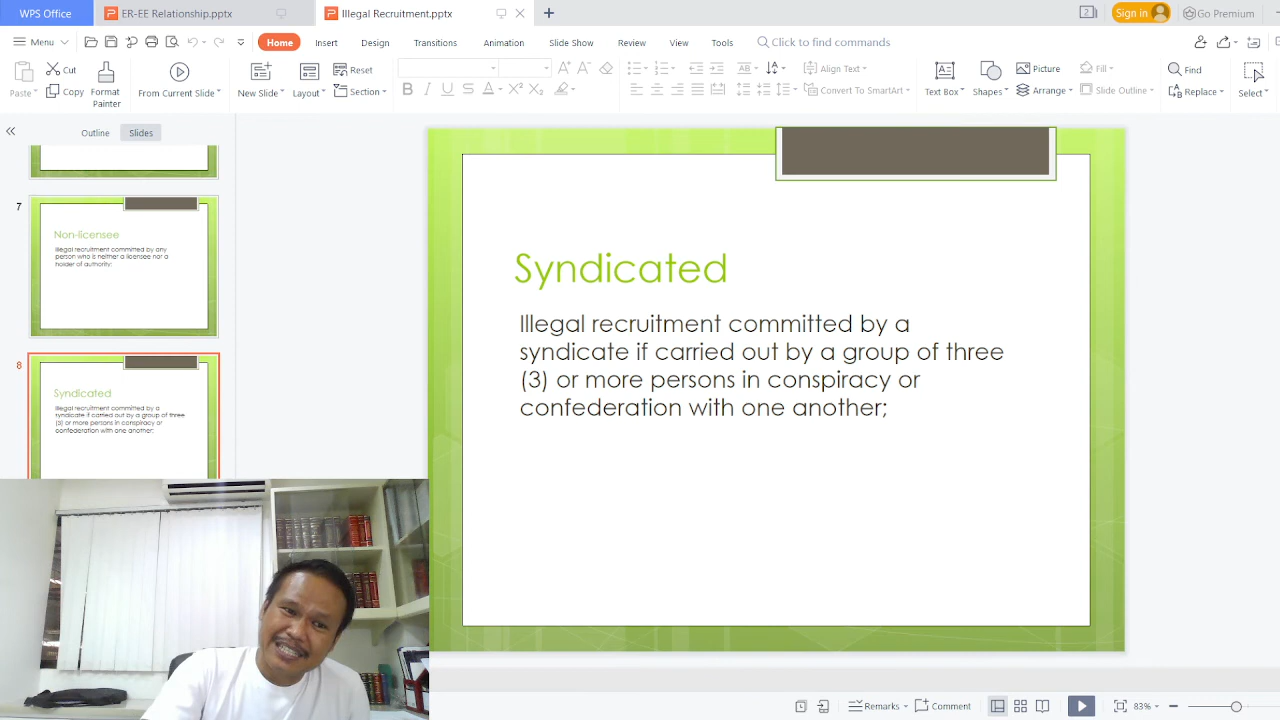 WPS Office
ER-EE Relationship.pptx
Illegal Recruitment.pptx
2
Sign in
Go Premium
Menu
Home
Insert
Design
Transitions
Animation
Slide Show
Review
View
Tools
Click to find commands
Paste
Cut
Copy
Format
Painter
From Current Slide
New Slide
Layout
Reset
Section
B I U S A X² X₂
AB
Align Text
Convert To SmartArt
Text Box
Shapes
Picture
Arrange
Fill
Slide Outline
Find
Replace
Select
Outline
Slides
7
Non-licensee
Illegal recruitment committed by any
person who is neither a licensee nor a
holder of authority;
8
Syndicated
Illegal recruitment committed by a
syndicate if carried out by a group of three
(3) or more persons in conspiracy or
confederation with one another;
Syndicated
Illegal recruitment committed by a
syndicate if carried out by a group of three
(3) or more persons in conspiracy or
confederation with one another;
Remarks
Comment
83%